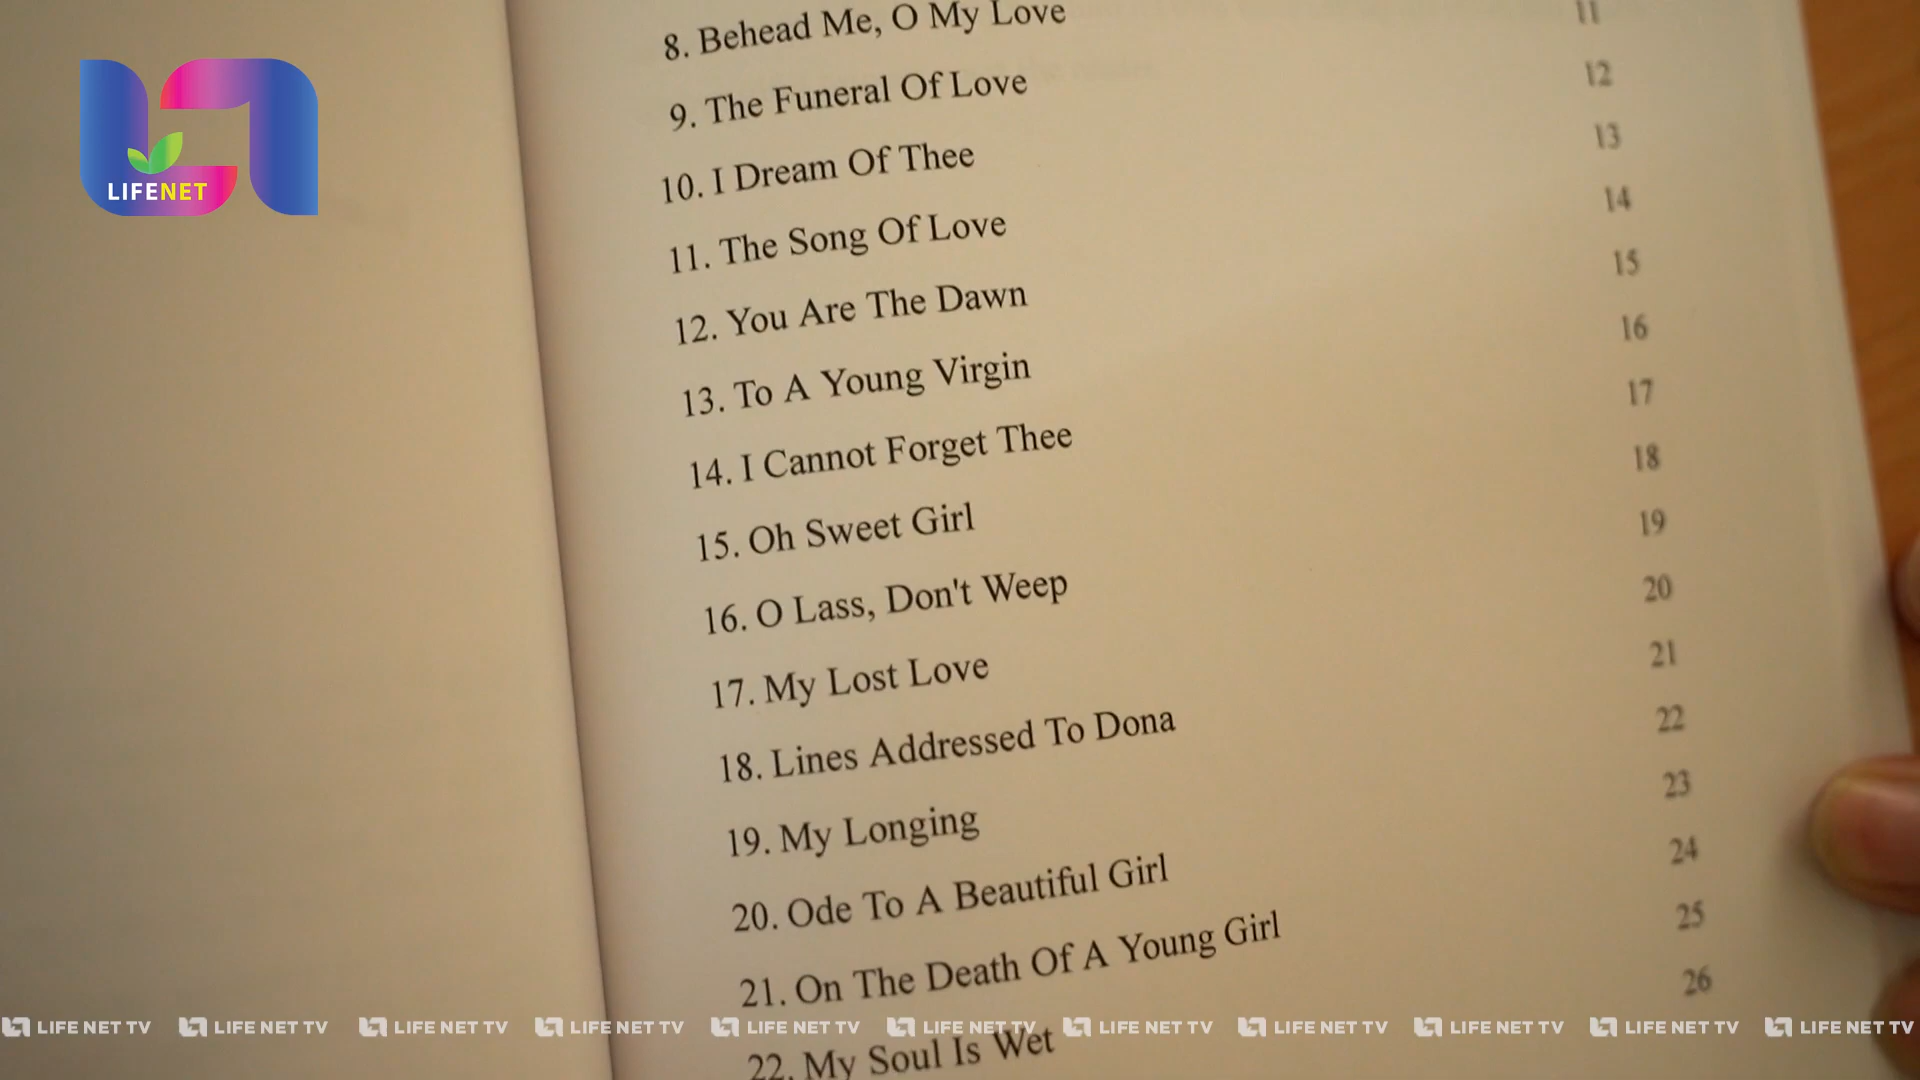 LIFENET
8. Behead Me, O My Love 11
9. The Funeral Of Love 12
10. I Dream Of Thee 13
11. The Song Of Love 14
12. You Are The Dawn 15
13. To A Young Virgin 16
14. I Cannot Forget Thee 17
15. Oh Sweet Girl 18
16. O Lass, Don't Weep 19
17. My Lost Love 20
18. Lines Addressed To Dona 21
19. My Longing 22
20. Ode To A Beautiful Girl 23
21. On The Death Of A Young Girl 24
22. My Soul Is Wet 25
26
LIFE NET TV LIFE NET TV LIFE NET TV LIFE NET TV LIFE NET TV LIFE NET TV LIFE NET TV LIFE NET TV LIFE NET TV LIFE NET TV LIFE NET TV